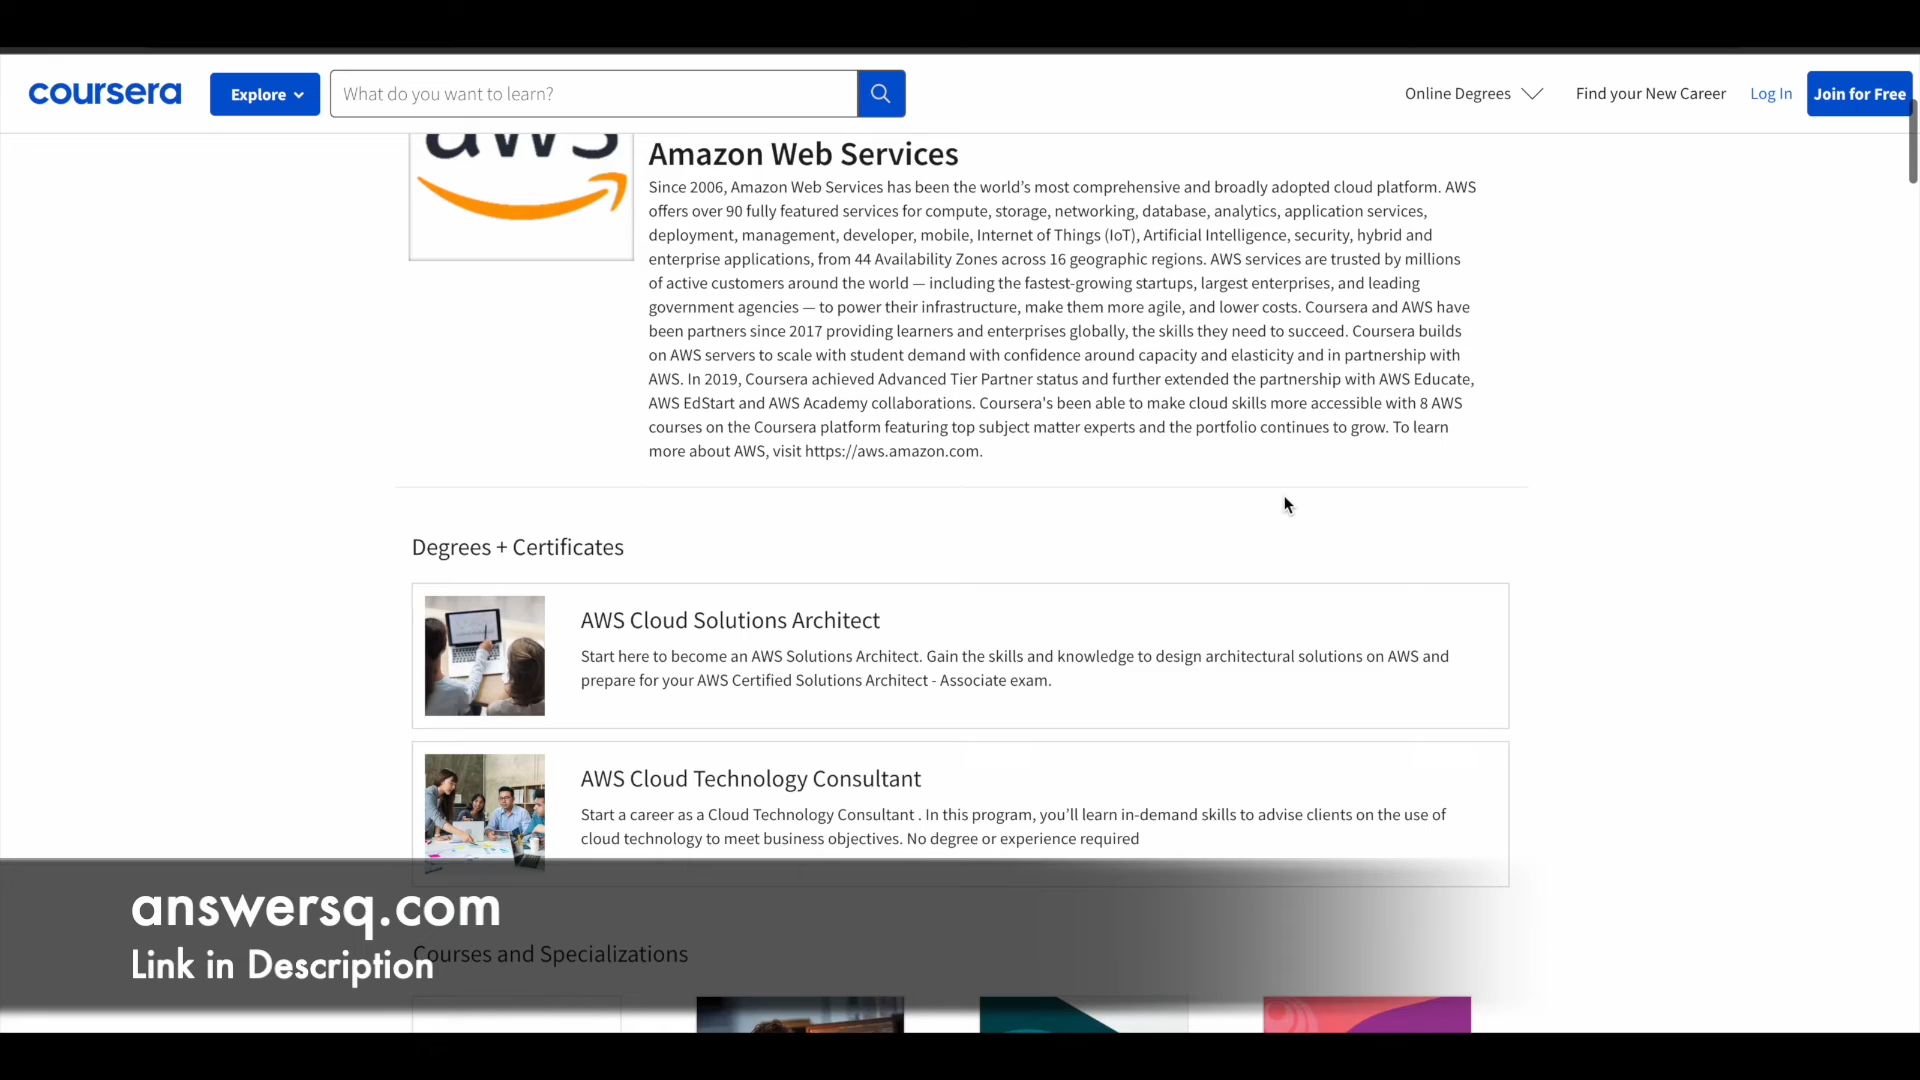 coursera
Explore
What do you want to learn?
Online Degrees
Find your New Career
Log In
Join for Free
aws
Amazon Web Services
Since 2006, Amazon Web Services has been the world’s most comprehensive and broadly adopted cloud platform. AWS
offers over 90 fully featured services for compute, storage, networking, database, analytics, application services,
deployment, management, developer, mobile, Internet of Things (IoT), Artificial Intelligence, security, hybrid and
enterprise applications, from 44 Availability Zones across 16 geographic regions. AWS services are trusted by millions
of active customers around the world — including the fastest-growing startups, largest enterprises, and leading
government agencies — to power their infrastructure, make them more agile, and lower costs. Coursera and AWS have
been partners since 2017 providing learners and enterprises globally, the skills they need to succeed. Coursera builds
on AWS servers to scale with student demand with confidence around capacity and elasticity and in partnership with
AWS. In 2019, Coursera achieved Advanced Tier Partner status and further extended the partnership with AWS Educate,
AWS EdStart and AWS Academy collaborations. Coursera's been able to make cloud skills more accessible with 8 AWS
courses on the Coursera platform featuring top subject matter experts and the portfolio continues to grow. To learn
more about AWS, visit https://aws.amazon.com.
Degrees + Certificates
AWS Cloud Solutions Architect
Start here to become an AWS Solutions Architect. Gain the skills and knowledge to design architectural solutions on AWS and
prepare for your AWS Certified Solutions Architect - Associate exam.
AWS Cloud Technology Consultant
Start a career as a Cloud Technology Consultant . In this program, you’ll learn in-demand skills to advise clients on the use of
cloud technology to meet business objectives. No degree or experience required
answersq.com
Courses and Specializations
Link in Description